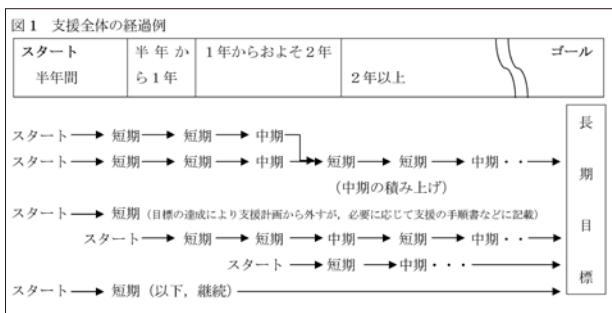 図1 支援全体の経過例
スタート 半年か 1年からおよそ2年 ゴール
半年間 ら1年 2年以上
スタート 短期 短期 中期
スタート 短期 短期 中期 短期 短期 中期・・
(中期の積み上げ)
スタート 短期(目標の達成により支援計画から外すが,必要に応じて支援の手順書などに記載)
スタート 短期 短期 中期 短期 中期・・
スタート 短期 中期・・・
スタート 短期(以下,継続)
長期目標